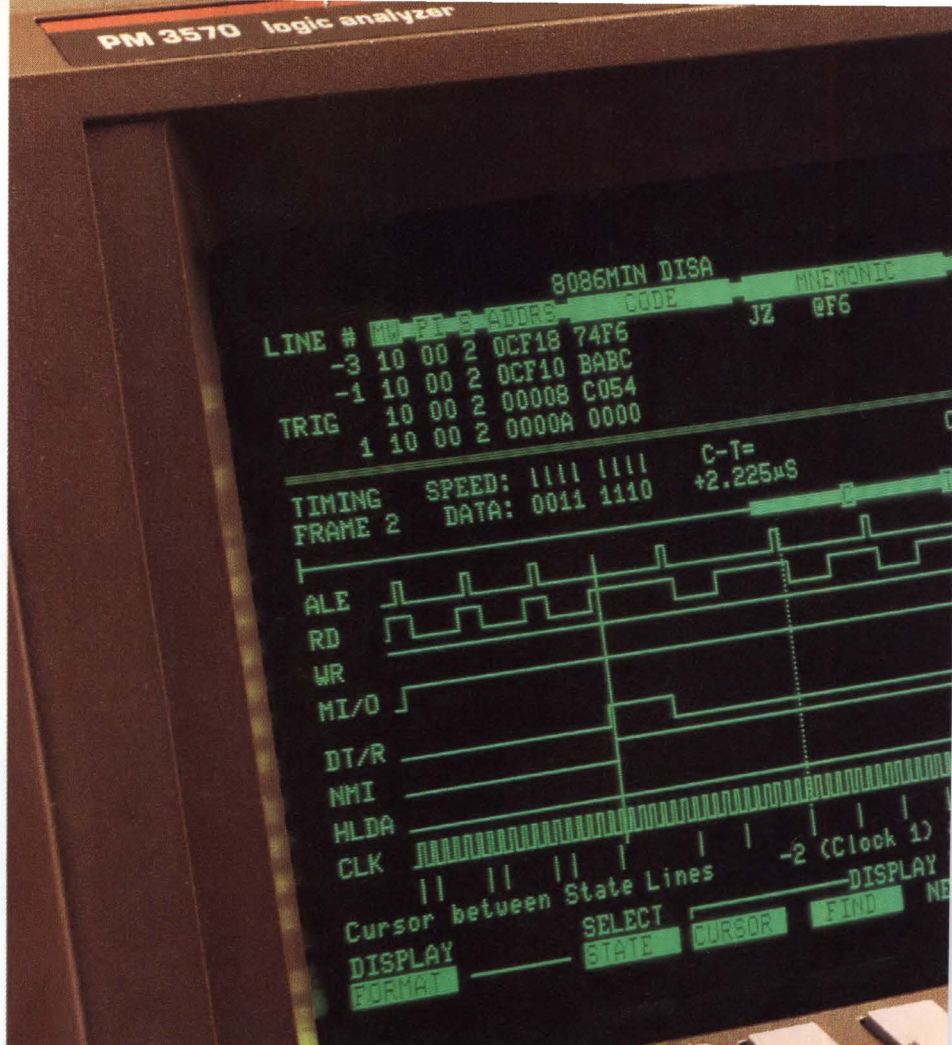 PM 3570 logic analyzer
8086MIN DISA
LINE # MW PI S ADDRS CODE MNEMONIC
-3 10 00 2 0CF18 74F6 JZ @F6
-1 10 00 2 0CF10 BABC
TRIG 10 00 2 00008 C054
1 10 00 2 0000A 0000
TIMING SPEED: |||| |||| C-T=
FRAME 2 DATA: 0011 1110 +2.225µS
C
ALE
RD
WR
MI/O
DT/R
NMI
HLDA
CLK
Cursor between State Lines -2 (Clock 1)
DISPLAY SELECT DISPLAY
FORMAT STATE CURSOR FIND